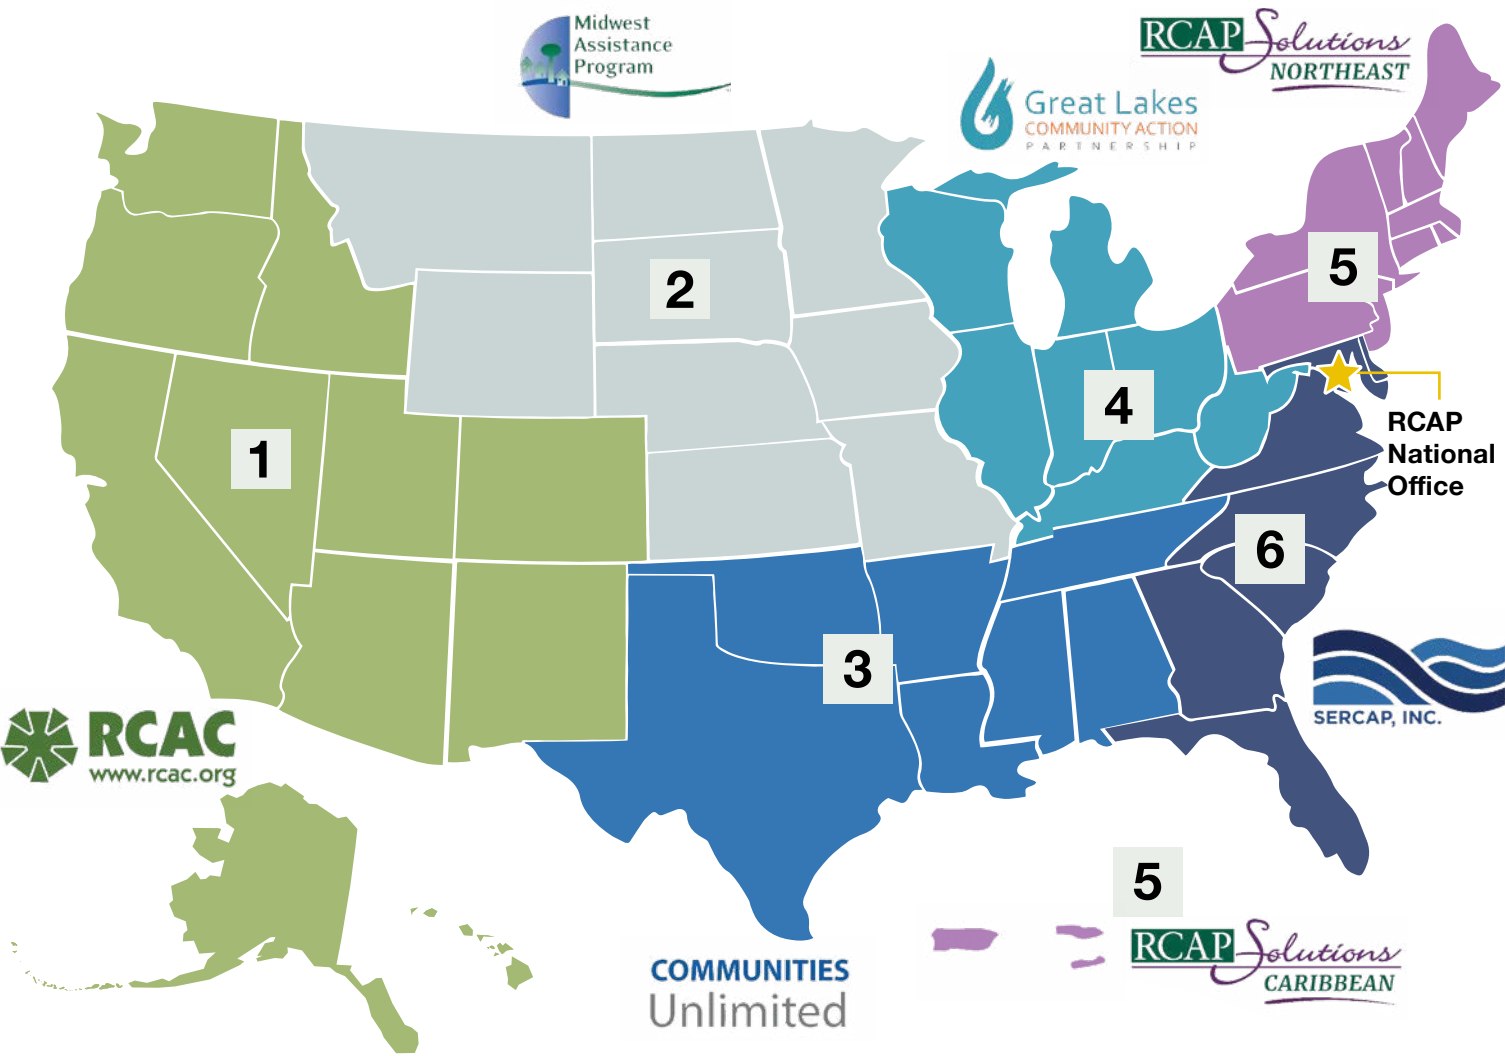 Midwest
Assistance
Program
RCAP Solutions
NORTHEAST
Great Lakes
COMMUNITY ACTION
PARTNERSHIP
5
2
4
RCAP
National
Office
1
6
3
SERCAP, INC.
RCAC
www.rcac.org
5
RCAP Solutions
CARIBBEAN
COMMUNITIES
Unlimited